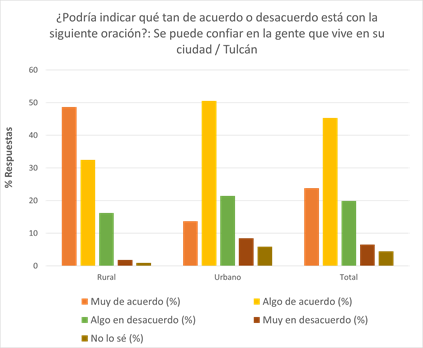 ¿Podría indicar qué tan de acuerdo o desacuerdo está con la
siguiente oración?: Se puede confiar en la gente que vive en su
ciudad / Tulcán
60
50
40
30
20
10
0
% Respuestas
Rural
Urbano
Total
Muy de acuerdo (%)
Algo de acuerdo (%)
Algo en desacuerdo (%)
Muy en desacuerdo (%)
No lo sé (%)